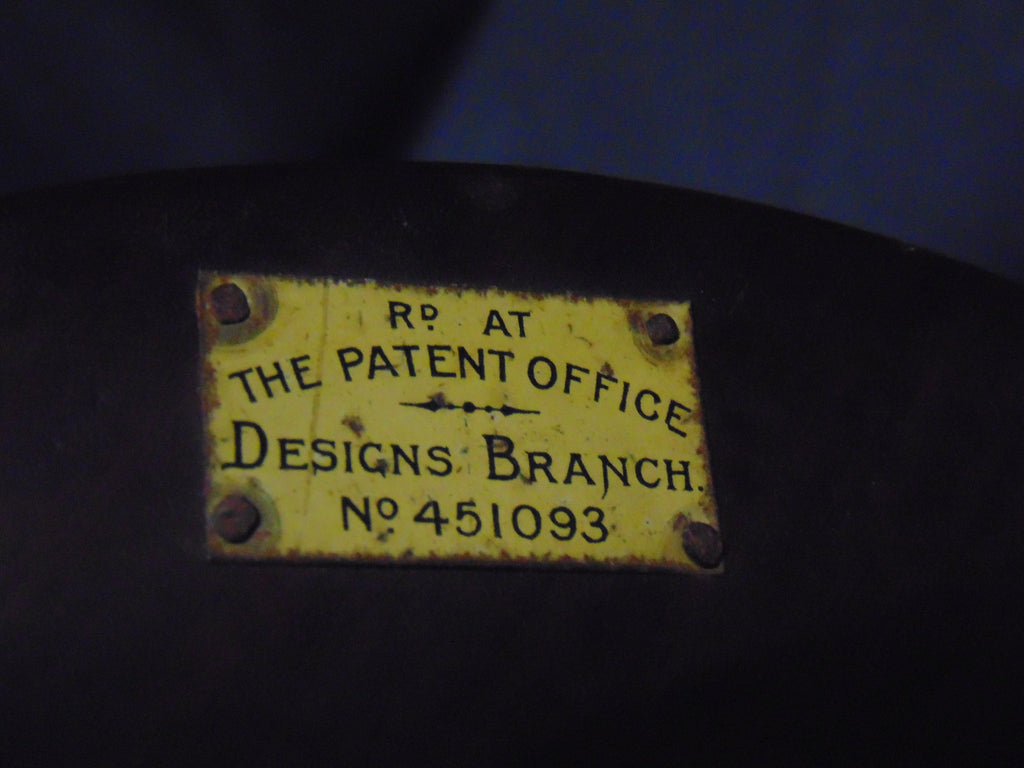 RD. AT
THE PATENT OFFICE
DESIGNS BRANCH.
No. 451093